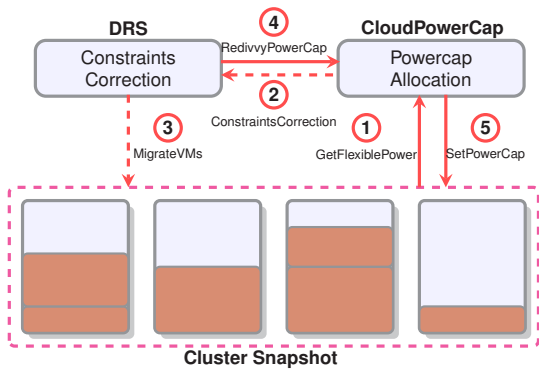 DRS
CloudPowerCap
4
RedivvyPowerCap
Constraints
Correction
Powercap
Allocation
2
ConstraintsCorrection
3
MigrateVMs
1
GetFlexiblePower
5
SetPowerCap
Cluster Snapshot